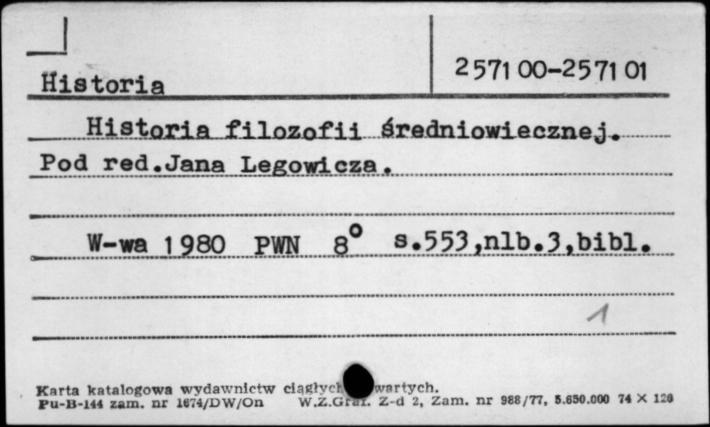 257100-257101
Historia
Historia filozofii średniowiecznej.
Pod red.Jana Legowicza.
W-wa 1980 PWN 8° s.553,nlb.3,bibl.
1
Karta katalogowa wydawnictw ciągłych wartych.
Pu-B-144 zam. nr 1674/DW/On W.Z.Graf. Z-d 2, Zam. nr 988/77, 5.650.000 74 × 126